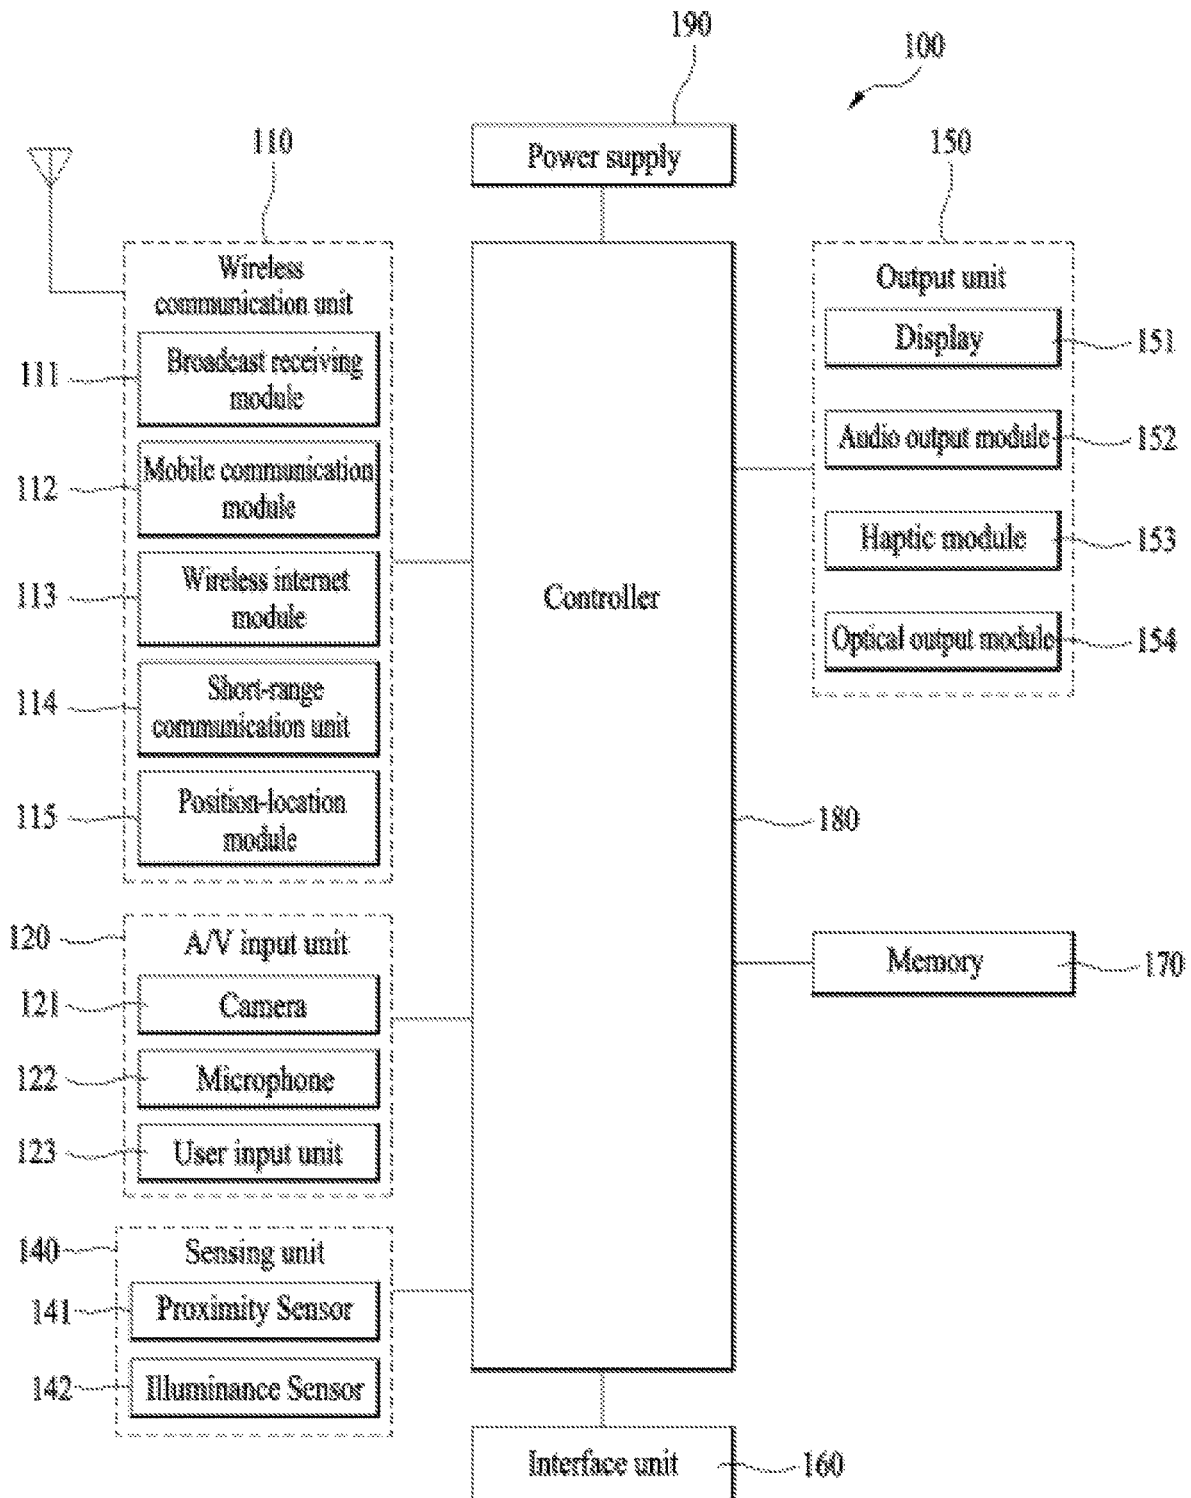 190
100
Power supply
110
Wireless
communication unit
111
Broadcast receiving
module
112
Mobile communication
module
113
Wireless internet
module
114
Short-range
communication unit
115
Position-location
module
120
A/V input unit
121
Camera
122
Microphone
123
User input unit
140
Sensing unit
141
Proximity Sensor
142
Illuminance Sensor
Controller
180
150
Output unit
Display
151
Audio output module
152
Haptic module
153
Optical output module
154
Memory
170
Interface unit
160